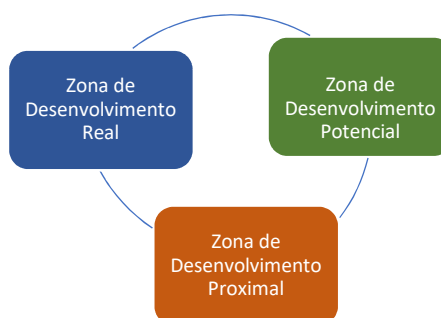 Zona de
Desenvolvimento
Real
Zona de
Desenvolvimento
Potencial
Zona de
Desenvolvimento
Proximal